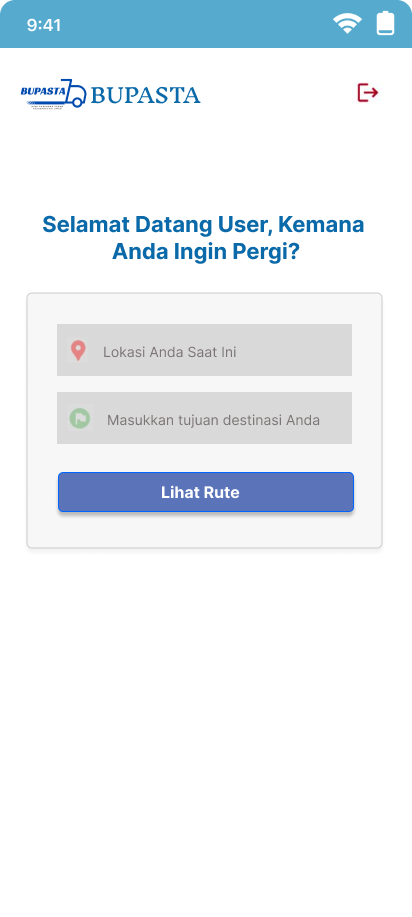 9:41
BUPASTA BUPASTA
Selamat Datang User, Kemana
Anda Ingin Pergi?
Lokasi Anda Saat Ini
Masukkan tujuan destinasi Anda
Lihat Rute